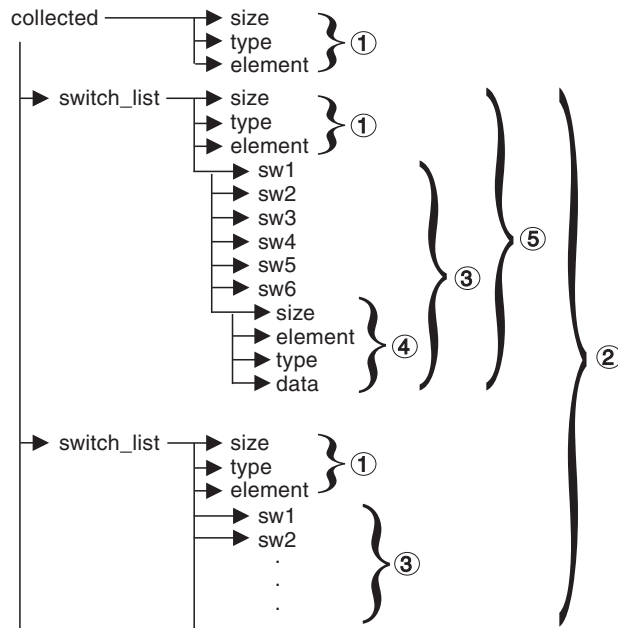 collected size
type ①
element
switch_list size
type ①
element
sw1
sw2
sw3
sw4 ⑤
sw5 ③
sw6
size
element ④
type ②
data
switch_list size
type ①
element
sw1
sw2
. ③
.
.